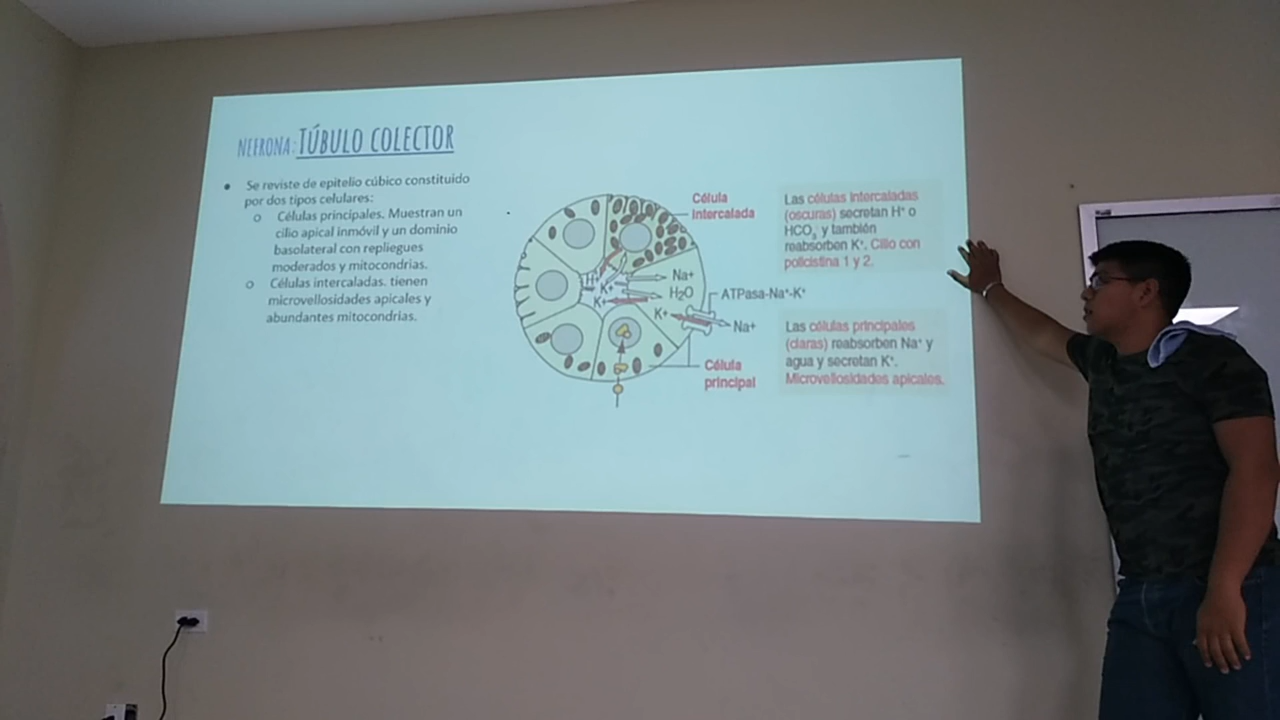 NEFRONA: TÚBULO COLECTOR
• Se reviste de epitelio cúbico constituido
por dos tipos celulares:
o Células principales. Muestran un
cilio apical inmóvil y un dominio
basolateral con repliegues
moderados y mitocondrias.
o Células intercaladas. tienen
microvellosidades apicales y
abundantes mitocondrias.
Célula
Intercalada
H+
K+
K+
Na+
H₂O
K+
ATPasa-Na+-K+
Na+
Célula
principal
Las células intercaladas
(oscuras) secretan H+ o
HCO₃ y también
reabsorben K+. Cilio con
policistina 1 y 2.
Las células principales
(claras) reabsorben Na+ y
agua y secretan K+.
Microvellosidades apicales.